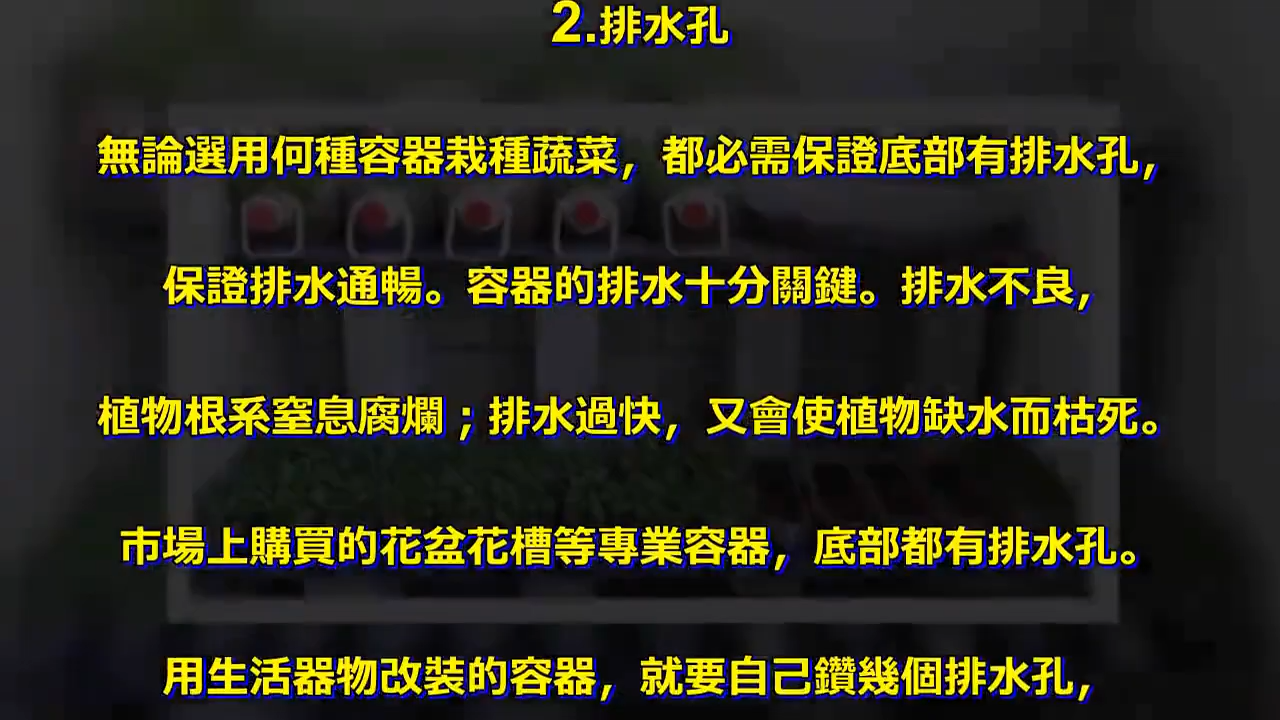 2.排水孔
無論選用何種容器栽種蔬菜，都必需保證底部有排水孔，
保證排水通暢。容器的排水十分關鍵。排水不良，
植物根系窒息腐爛；排水過快，又會使植物缺水而枯死。
市場上購買的花盆花槽等專業容器，底部都有排水孔。
用生活器物改裝的容器，就要自己鑽幾個排水孔，